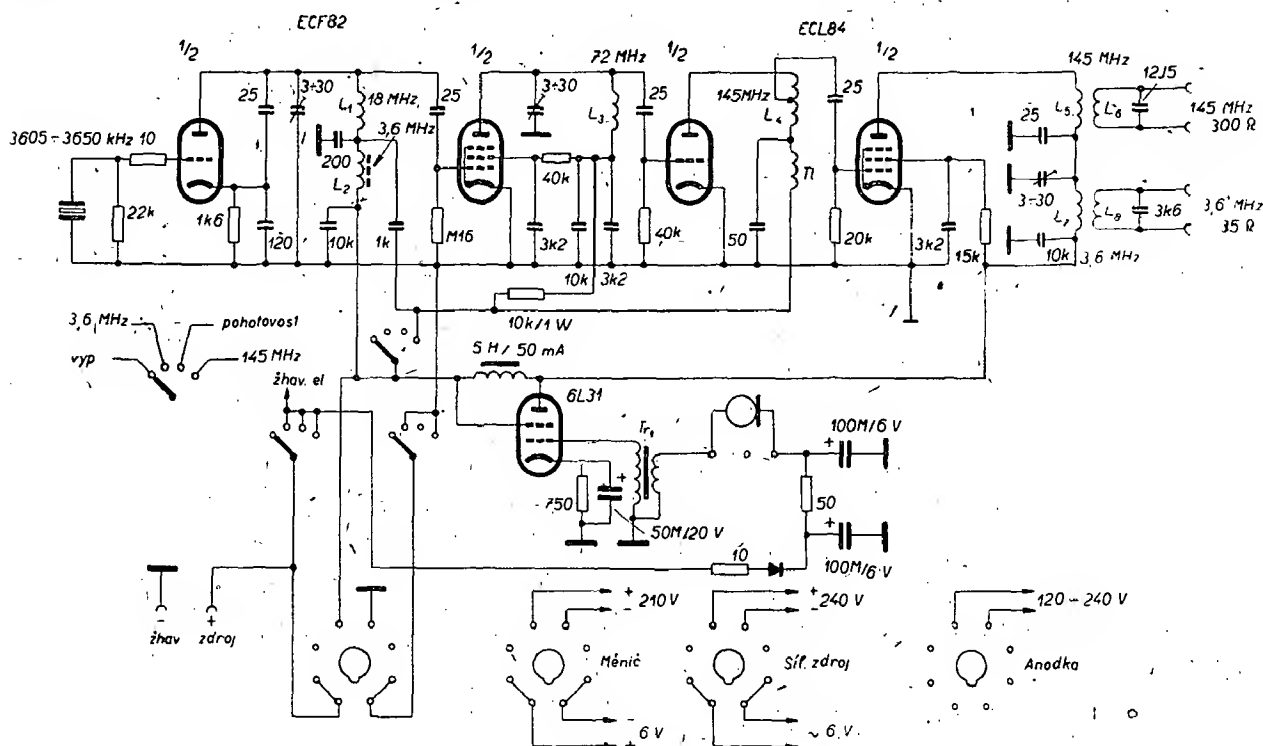 ECF82
ECL84
1/2
1/2
72 MHz
1/2
1/2
145 MHz
25
3÷30
L1
18 MHz
25
3÷30
L3
25
145MHz
L4
25
25
L5
L6
12J5
145 MHz
300 Ω
3605÷3650 kHz
10
3,6 MHz
200
L2
40k
Tl
3÷30
L7
L8
3k6
3,6 MHz
35 Ω
22k
1k6
120
10k
1k
M16
3k2
10k
3k2
40k
50
20k
3k2
15k
10k
3,6 MHz
10k/1 W
3,6 MHz
pohotovost
vyp
145 MHz
žhav. el
5 H / 50 mA
6L31
Tr1
100M/6 V
+
750
+
50M/20 V
50
+
100M/6 V
10
-
žhav
+
zdroj
+
-
210 V
Měnič
-
+
6 V
+
-
240 V
Síť. zdroj
~ 6 V
120 - 240 V
Anodka